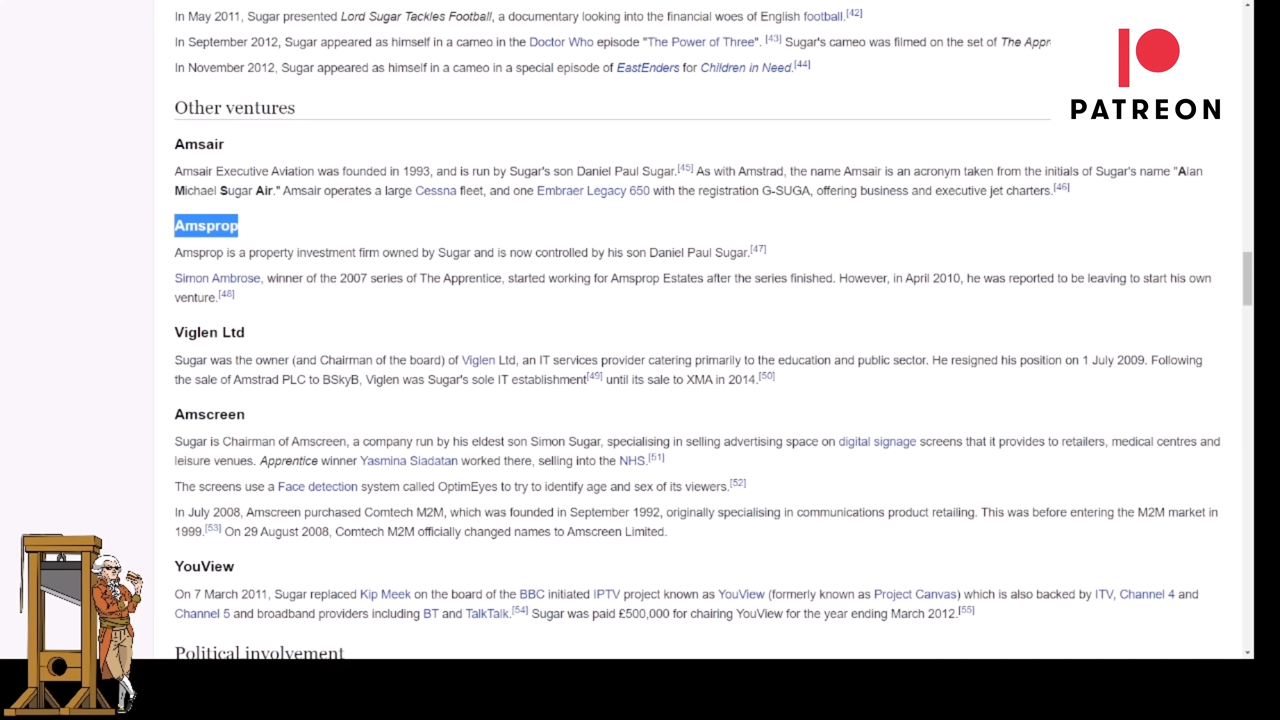 In May 2011, Sugar presented Lord Sugar Tackles Football, a documentary looking into the financial woes of English football.[42]
In September 2012, Sugar appeared as himself in a cameo in the Doctor Who episode "The Power of Three". [43] Sugar's cameo was filmed on the set of The Appr
In November 2012, Sugar appeared as himself in a cameo in a special episode of EastEnders for Children in Need.[44]
PATREON
Other ventures
Amsair
Amsair Executive Aviation was founded in 1993, and is run by Sugar's son Daniel Paul Sugar.[45] As with Amstrad, the name Amsair is an acronym taken from the initials of Sugar's name "Alan
Michael Sugar Air." Amsair operates a large Cessna fleet, and one Embraer Legacy 650 with the registration G-SUGA, offering business and executive jet charters.[46]
Amsprop
Amsprop is a property investment firm owned by Sugar and is now controlled by his son Daniel Paul Sugar.[47]
Simon Ambrose, winner of the 2007 series of The Apprentice, started working for Amsprop Estates after the series finished. However, in April 2010, he was reported to be leaving to start his own
venture.[48]
Viglen Ltd
Sugar was the owner (and Chairman of the board) of Viglen Ltd, an IT services provider catering primarily to the education and public sector. He resigned his position on 1 July 2009. Following
the sale of Amstrad PLC to BSkyB, Viglen was Sugar's sole IT establishment[49] until its sale to XMA in 2014.[50]
Amscreen
Sugar is Chairman of Amscreen, a company run by his eldest son Simon Sugar, specialising in selling advertising space on digital signage screens that it provides to retailers, medical centres and
leisure venues. Apprentice winner Yasmina Siadatan worked there, selling into the NHS.[51]
The screens use a Face detection system called OptimEyes to try to identify age and sex of its viewers.[52]
In July 2008, Amscreen purchased Comtech M2M, which was founded in September 1992, originally specialising in communications product retailing. This was before entering the M2M market in
1999.[53] On 29 August 2008, Comtech M2M officially changed names to Amscreen Limited.
YouView
On 7 March 2011, Sugar replaced Kip Meek on the board of the BBC initiated IPTV project known as YouView (formerly known as Project Canvas) which is also backed by ITV, Channel 4 and
Channel 5 and broadband providers including BT and TalkTalk.[54] Sugar was paid £500,000 for chairing YouView for the year ending March 2012.[55]
Political involvement